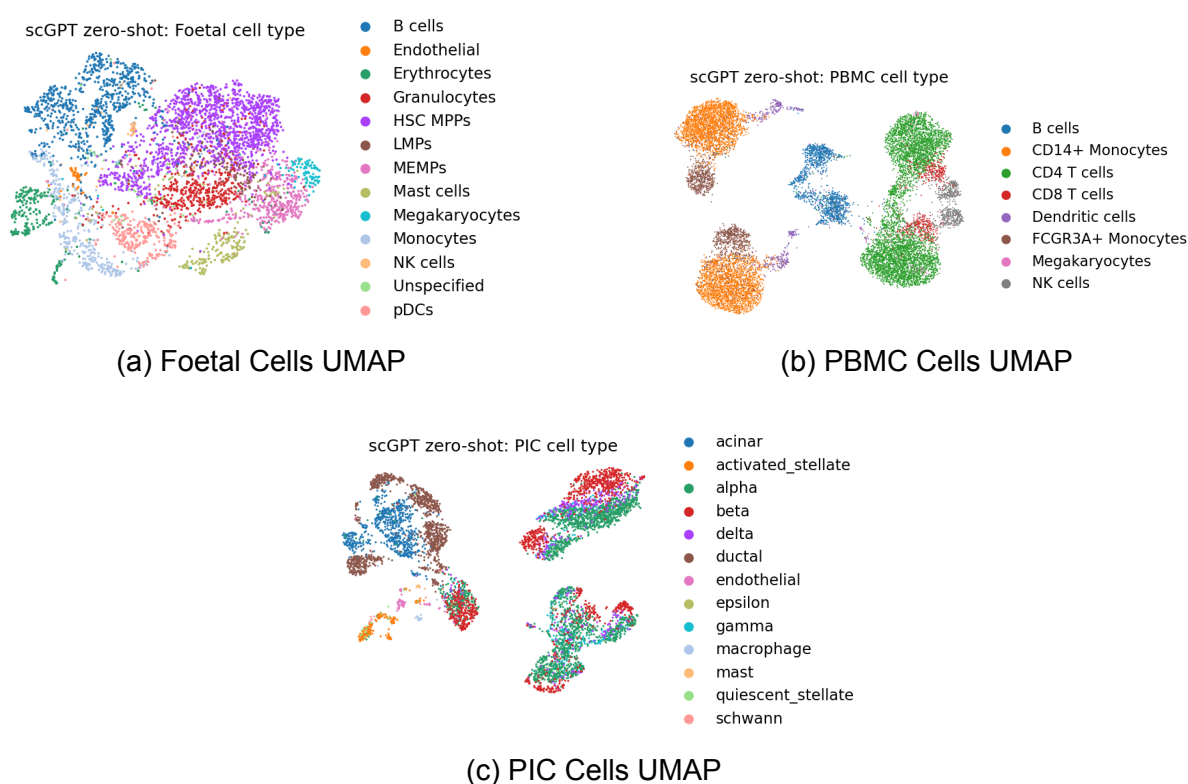 scGPT zero-shot: Foetal cell type
B cells
Endothelial
Erythrocytes
Granulocytes
HSC MPPs
LMPs
MEMPs
Mast cells
Megakaryocytes
Monocytes
NK cells
Unspecified
pDCs
(a) Foetal Cells UMAP
scGPT zero-shot: PBMC cell type
B cells
CD14+ Monocytes
CD4 T cells
CD8 T cells
Dendritic cells
FCGR3A+ Monocytes
Megakaryocytes
NK cells
(b) PBMC Cells UMAP
scGPT zero-shot: PIC cell type
acinar
activated_stellate
alpha
beta
delta
ductal
endothelial
epsilon
gamma
macrophage
mast
quiescent_stellate
schwann
(c) PIC Cells UMAP